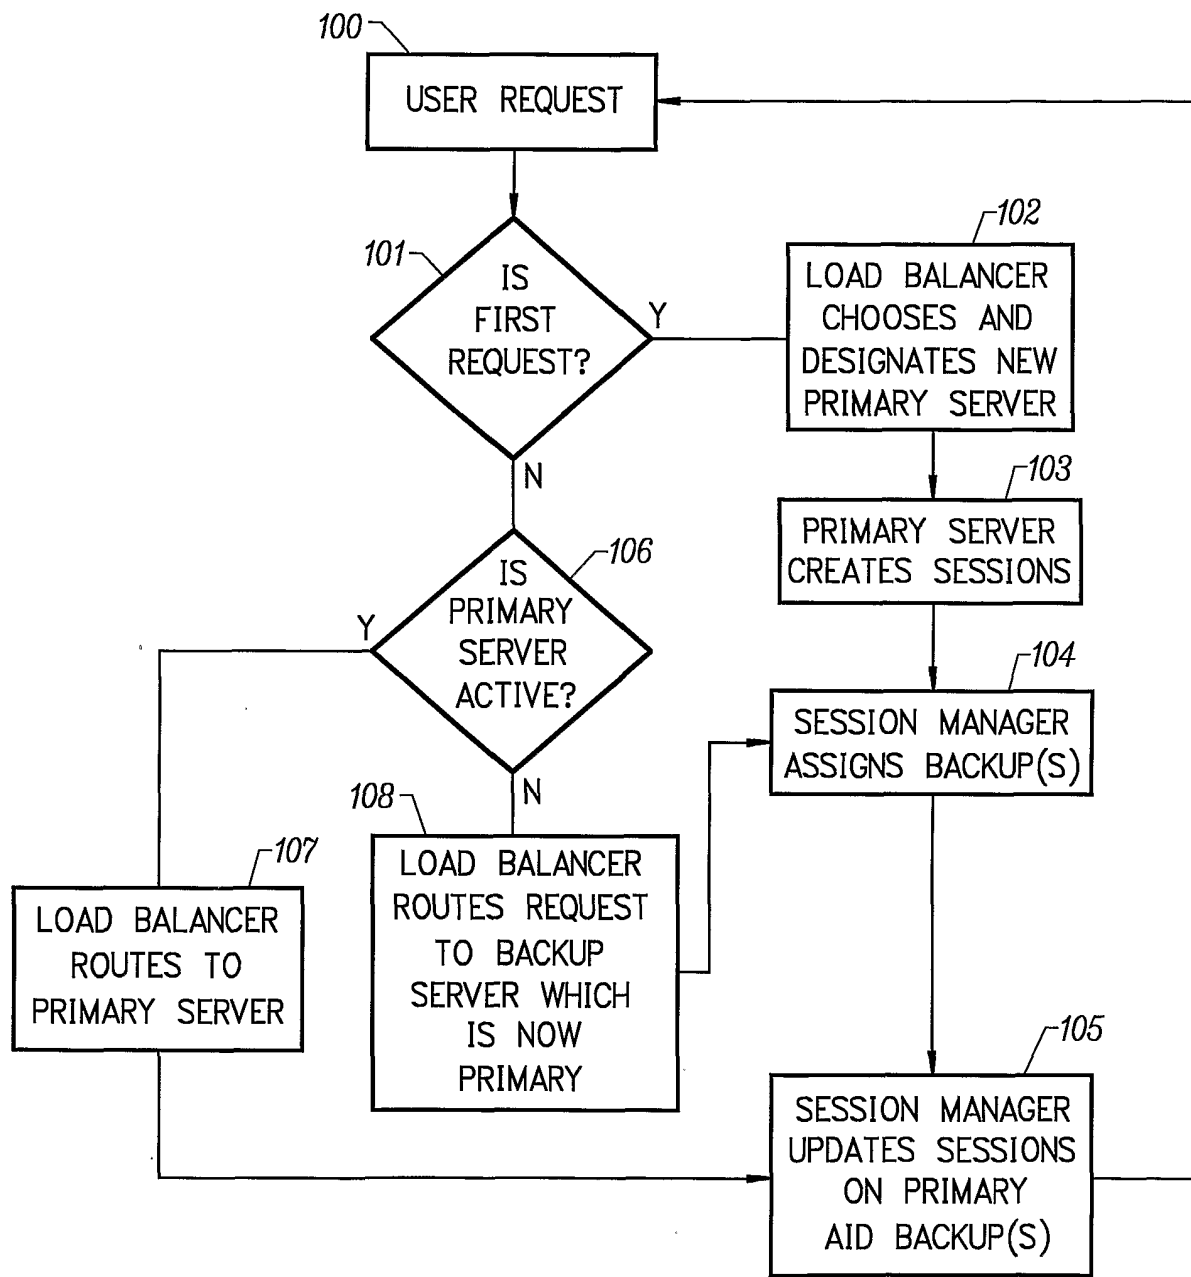 100
USER REQUEST
101
IS
FIRST
REQUEST?
Y
N
102
LOAD BALANCER
CHOOSES AND
DESIGNATES NEW
PRIMARY SERVER
103
PRIMARY SERVER
CREATES SESSIONS
106
IS
PRIMARY
SERVER
ACTIVE?
Y
N
104
SESSION MANAGER
ASSIGNS BACKUP(S)
108
LOAD BALANCER
ROUTES REQUEST
TO BACKUP
SERVER WHICH
IS NOW
PRIMARY
107
LOAD BALANCER
ROUTES TO
PRIMARY SERVER
105
SESSION MANAGER
UPDATES SESSIONS
ON PRIMARY
AID BACKUP(S)